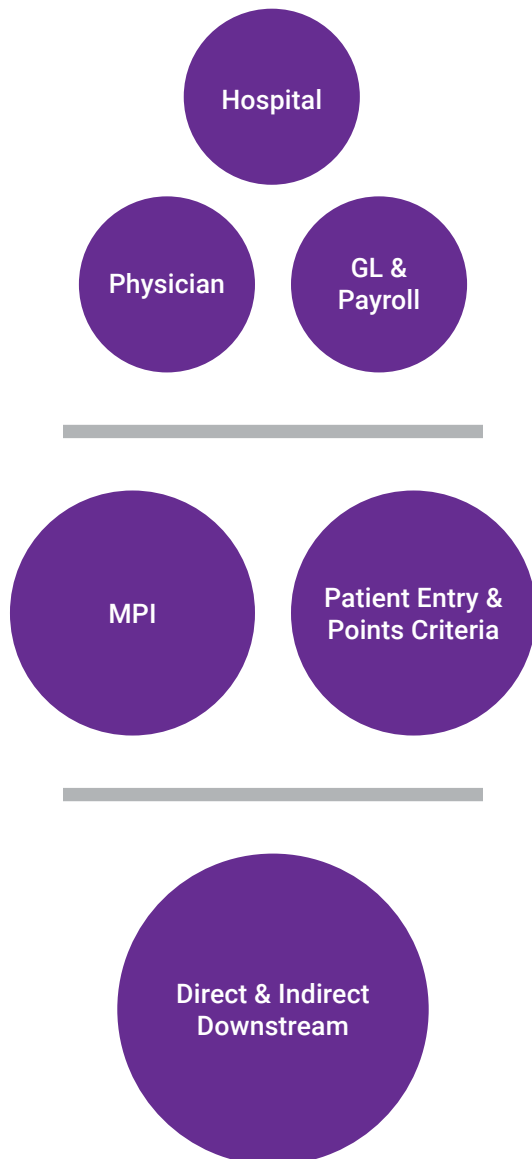 Hospital
Physician
GL &
Payroll
MPI
Patient Entry &
Points Criteria
Direct & Indirect
Downstream